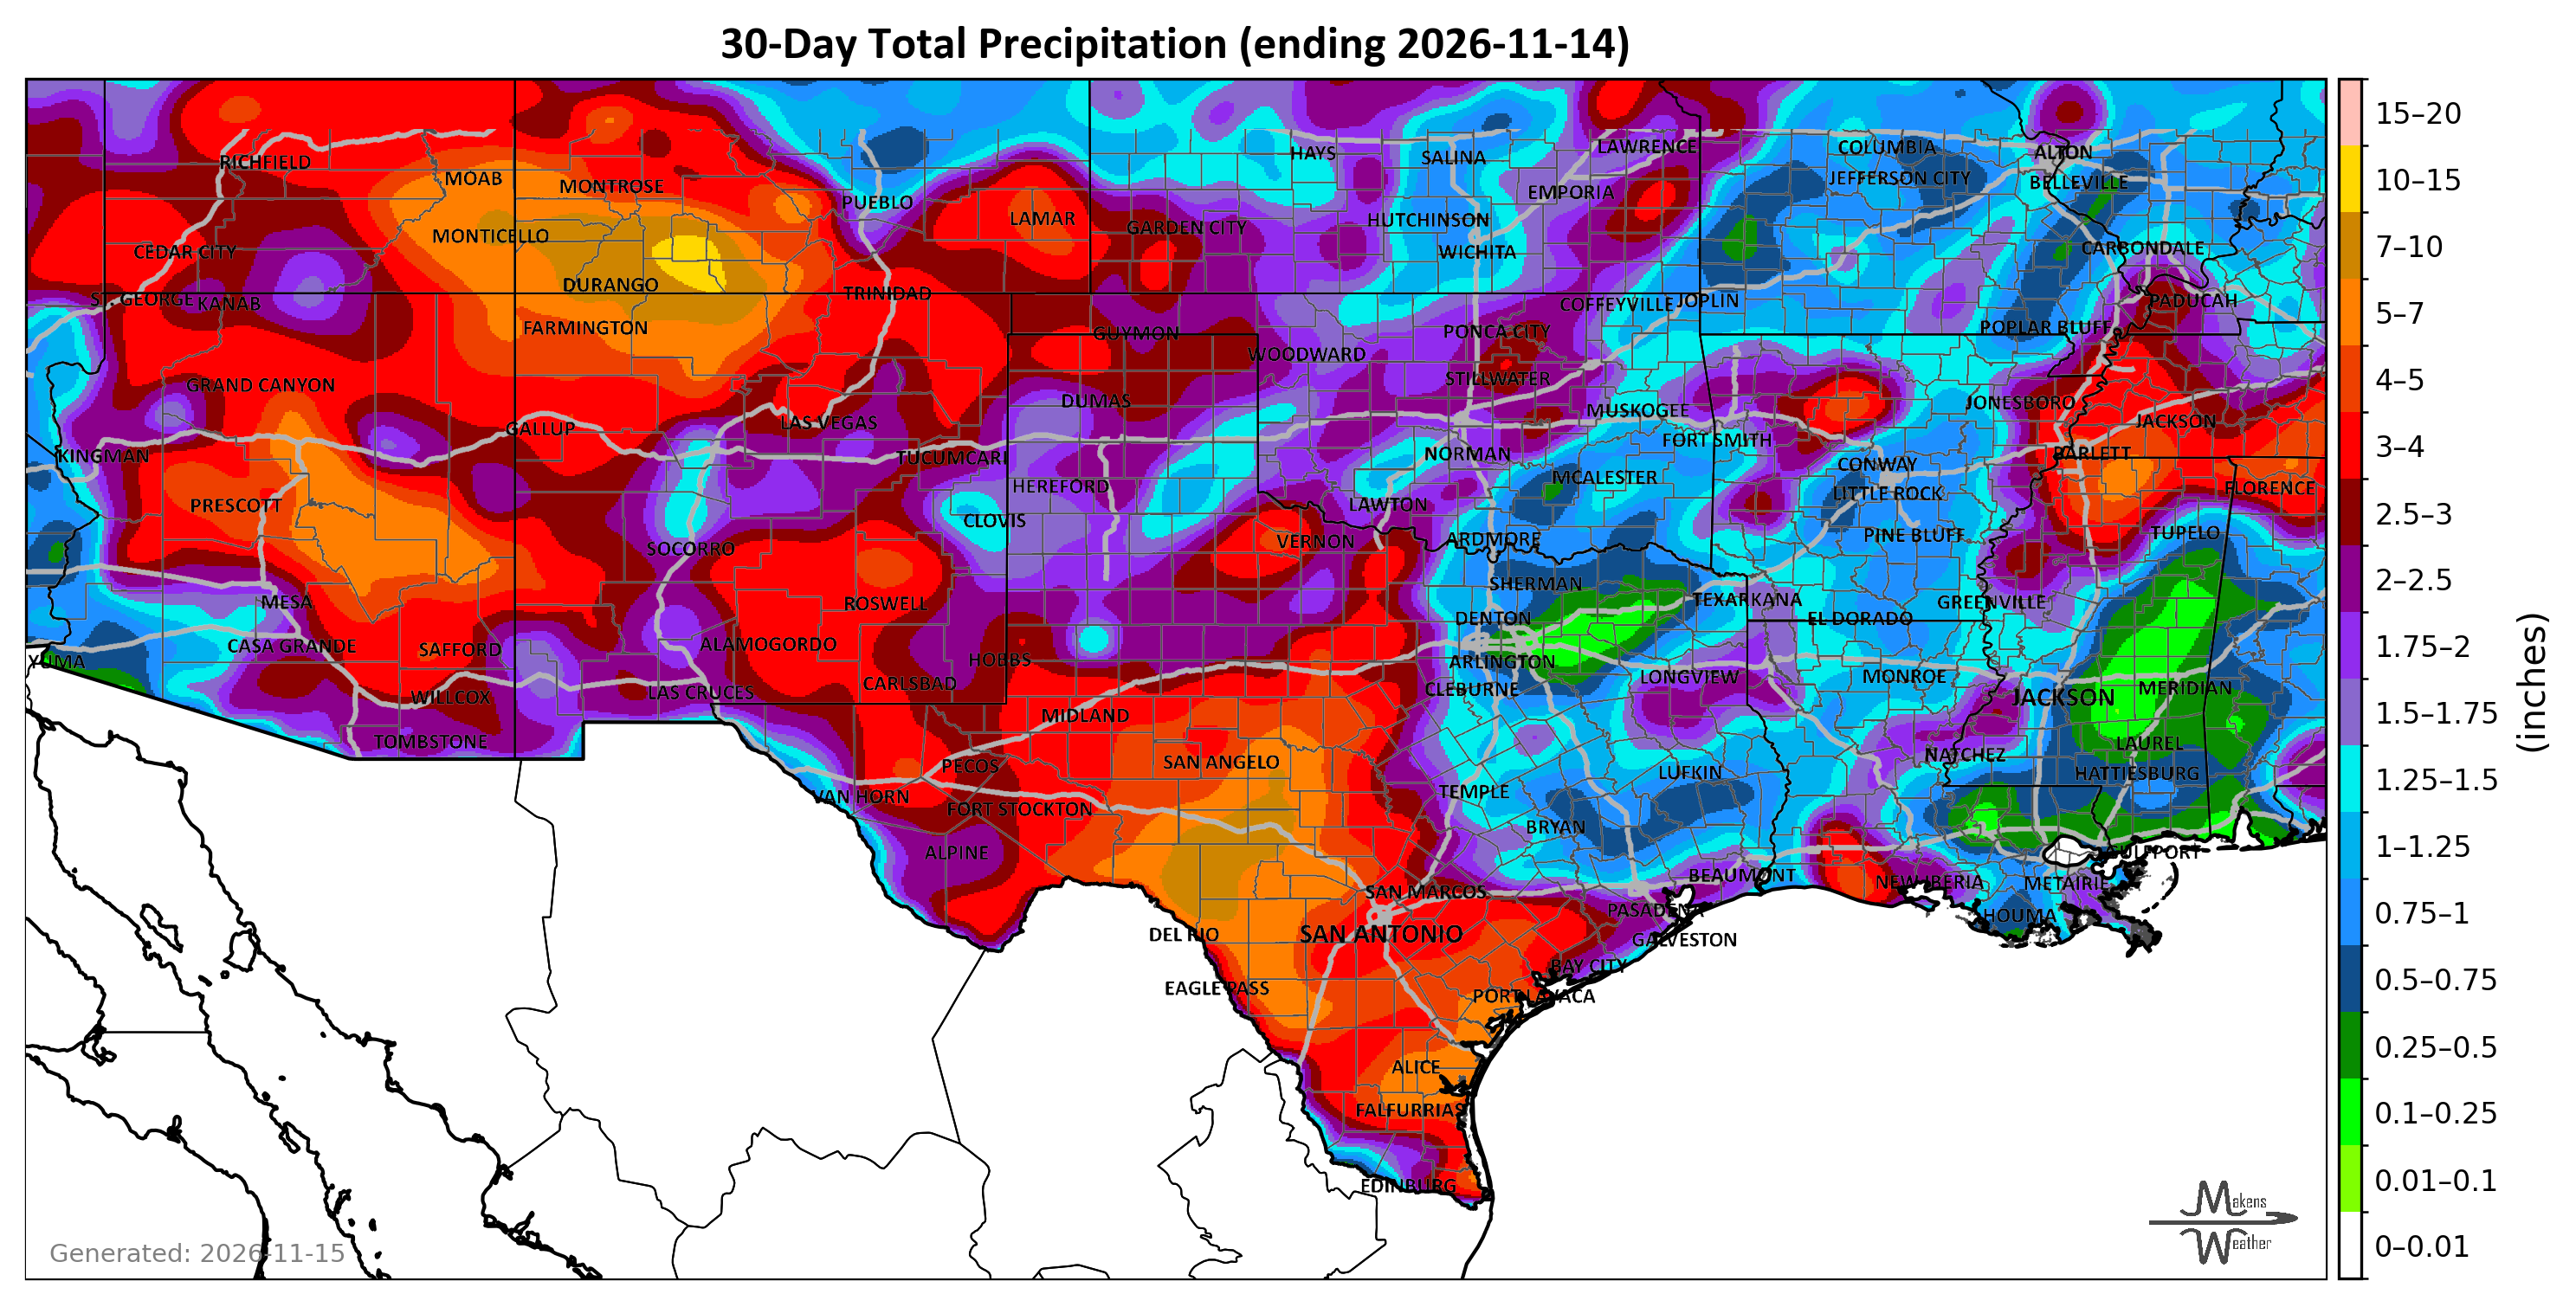 30-Day Total Precipitation (ending 2026-11-14)
RICHFIELD
MOAB
MONTROSE
PUEBLO
LAMAR
HAYS
SALINA
LAWRENCE
COLUMBIA
ALTON
GARDEN CITY
HUTCHINSON
EMPORIA
JEFFERSON CITY
BELLEVILLE
CEDAR CITY
MONTICELLO
DURANGO
WICHITA
CARBONDALE
ST. GEORGE
KANAB
FARMINGTON
TRINIDAD
GUYMON
COFFEYVILLE
JOPLIN
PADUCAH
WOODWARD
PONCA CITY
POPLAR BLUFF
GRAND CANYON
DUMAS
STILLWATER
JONESBORO
GALLUP
LAS VEGAS
MUSKOGEE
JACKSON
KINGMAN
TUCUMCARI
NORMAN
FORT SMITH
CONWAY
BARLETT
PRESCOTT
HEREFORD
MCALESTER
LITTLE ROCK
FLORENCE
SOCORRO
CLOVIS
LAWTON
VERNON
ARDMORE
PINE BLUFF
TUPELO
MESA
ROSWELL
SHERMAN
TEXARKANA
GREENVILLE
CASA GRANDE
SAFFORD
ALAMOGORDO
DENTON
EL DORADO
YUMA
HOBBS
ARLINGTON
WILLCOX
LAS CRUCES
CARLSBAD
CLEBURNE
LONGVIEW
MONROE
JACKSON
MERIDIAN
TOMBSTONE
MIDLAND
LAUREL
PECOS
SAN ANGELO
NATCHEZ
HATTIESBURG
VAN HORN
FORT STOCKTON
TEMPLE
LUFKIN
ALPINE
BRYAN
GULFPORT
SAN MARCOS
BEAUMONT
NEW IBERIA
METAIRIE
DEL RIO
SAN ANTONIO
PASADENA
HOUMA
GALVESTON
EAGLE PASS
BAY CITY
PORT LAVACA
ALICE
FALFURRIAS
EDINBURG
Generated: 2026-11-15
Makens
Weather
15–20
10–15
7–10
5–7
4–5
3–4
2.5–3
2–2.5
1.75–2
1.5–1.75
1.25–1.5
1–1.25
0.75–1
0.5–0.75
0.25–0.5
0.1–0.25
0.01–0.1
0–0.01
(inches)